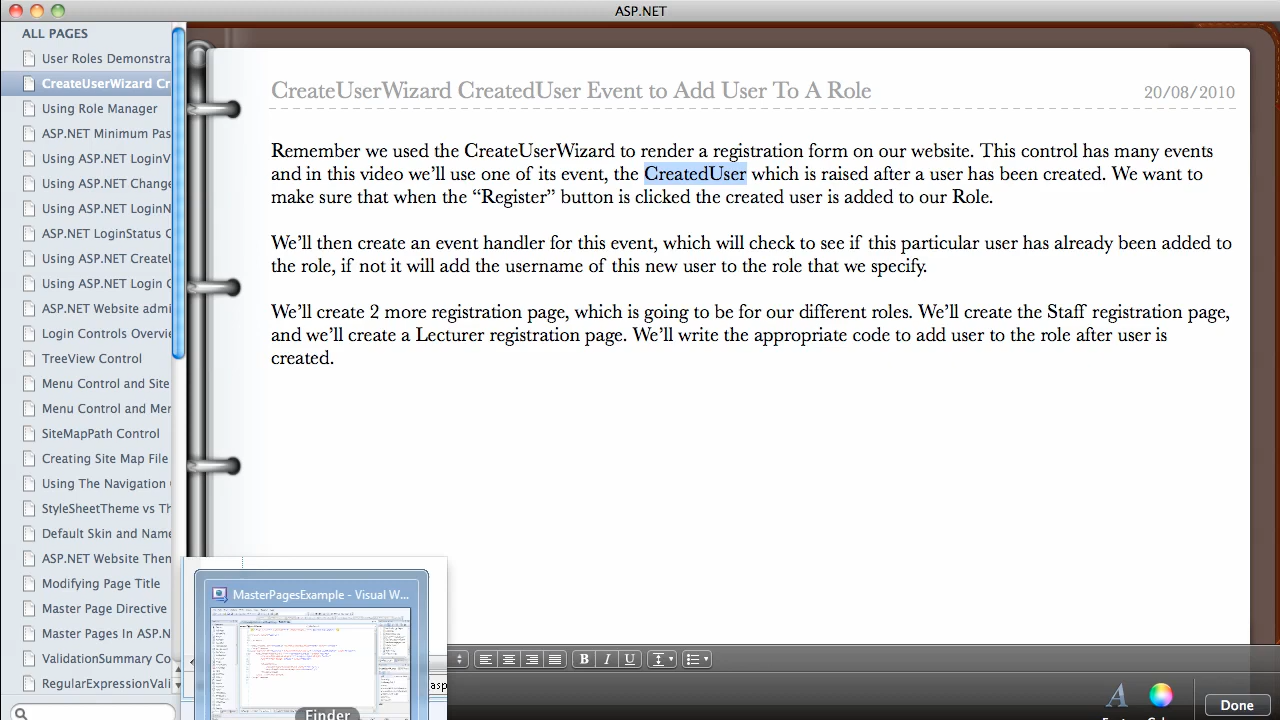 ASP.NET
ALL PAGES
User Roles Demonstra
CreateUserWizard Cr
Using Role Manager
ASP.NET Minimum Pas
Using ASP.NET LoginV
Using ASP.NET Change
Using ASP.NET LoginN
ASP.NET LoginStatus C
Using ASP.NET CreateU
Using ASP.NET Login C
ASP.NET Website admi
Login Controls Overvie
TreeView Control
Menu Control and Site
Menu Control and Mer
SiteMapPath Control
Creating Site Map File
Using The Navigation
StyleSheetTheme vs Th
Default Skin and Name
ASP.NET Website Them
Modifying Page Title
Master Page Directive
Master Pages in ASP.N
ValidationSummary Co
RegularExpressionVali
CreateUserWizard CreatedUser Event to Add User To A Role
20/08/2010
Remember we used the CreateUserWizard to render a registration form on our website. This control has many events
and in this video we’ll use one of its event, the CreatedUser which is raised after a user has been created. We want to
make sure that when the “Register” button is clicked the created user is added to our Role.
We’ll then create an event handler for this event, which will check to see if this particular user has already been added to
the role, if not it will add the username of this new user to the role that we specify.
We’ll create 2 more registration page, which is going to be for our different roles. We’ll create the Staff registration page,
and we’ll create a Lecturer registration page. We’ll write the appropriate code to add user to the role after user is
created.
MasterPagesExample - Visual W...
Finder
B I U
asp
A
Done